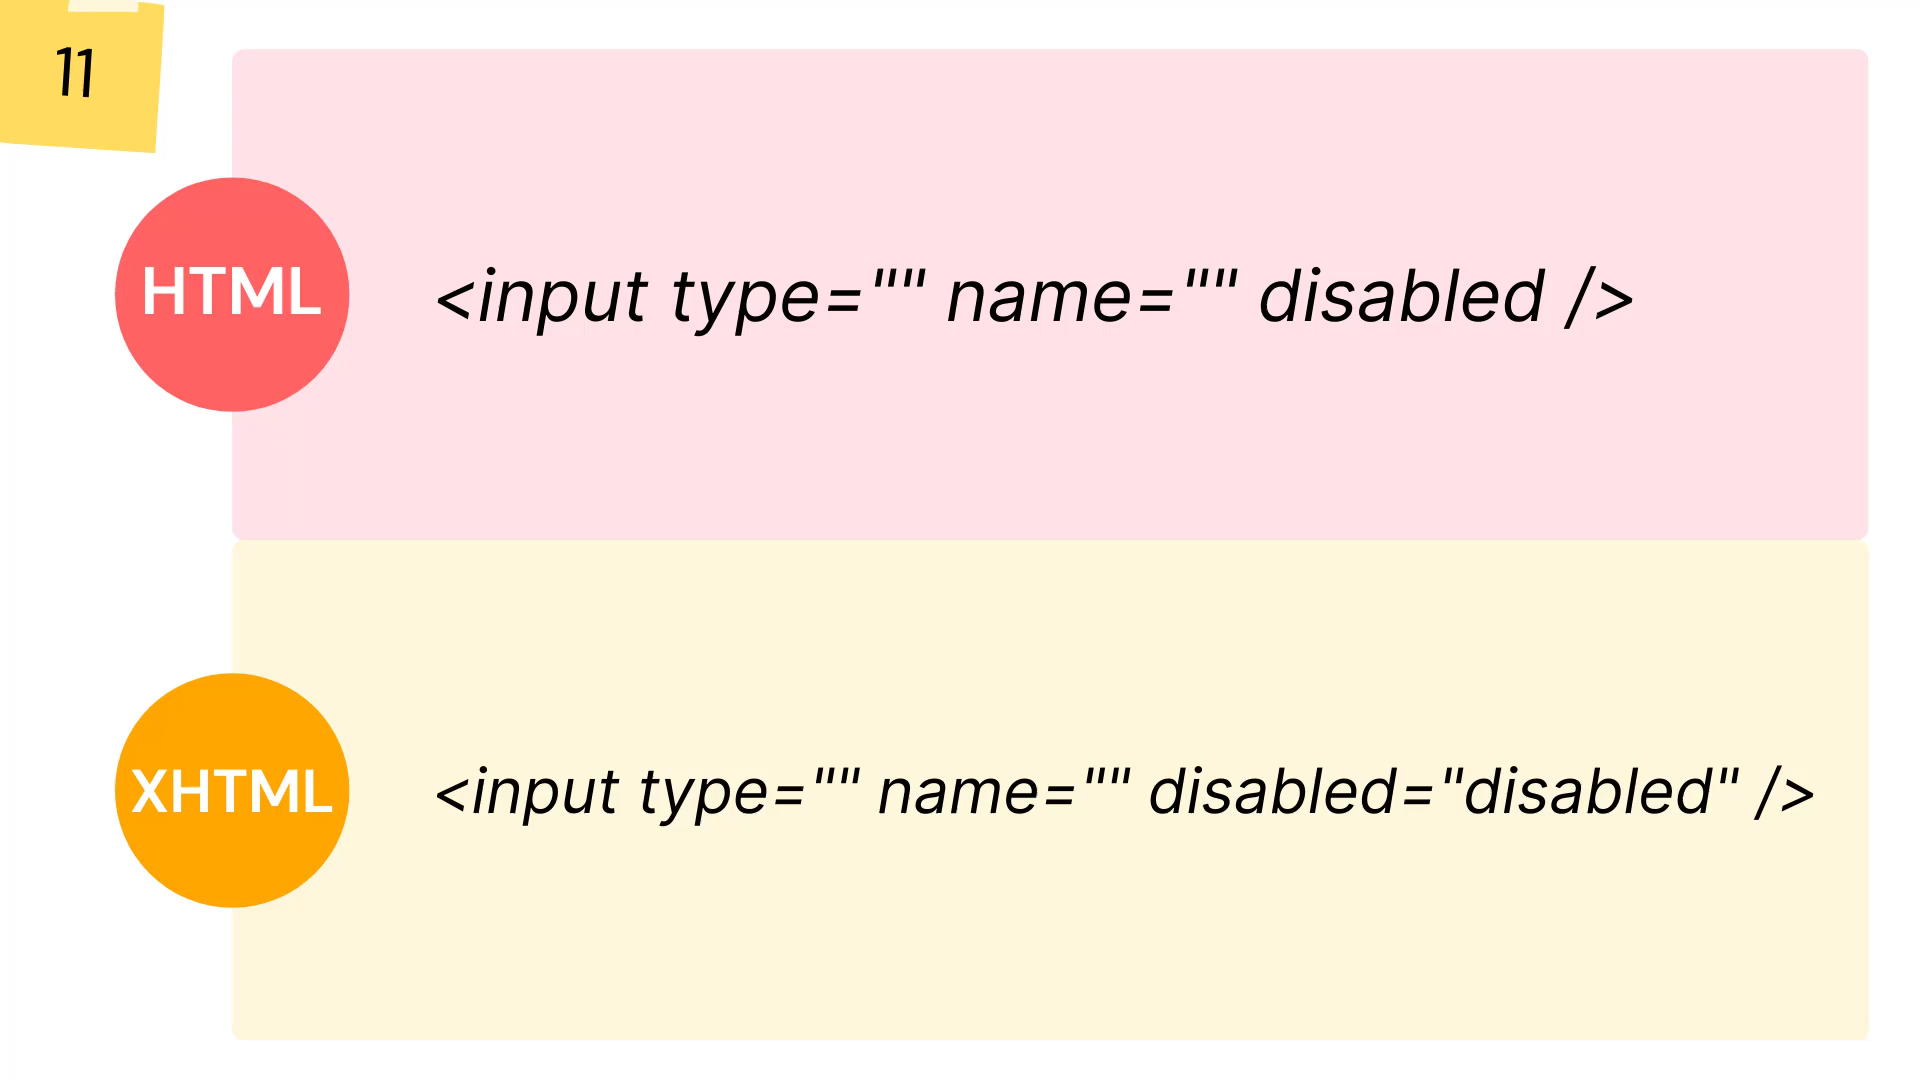 11
HTML
<input type="" name="" disabled />
XHTML
<input type="" name="" disabled="disabled" />